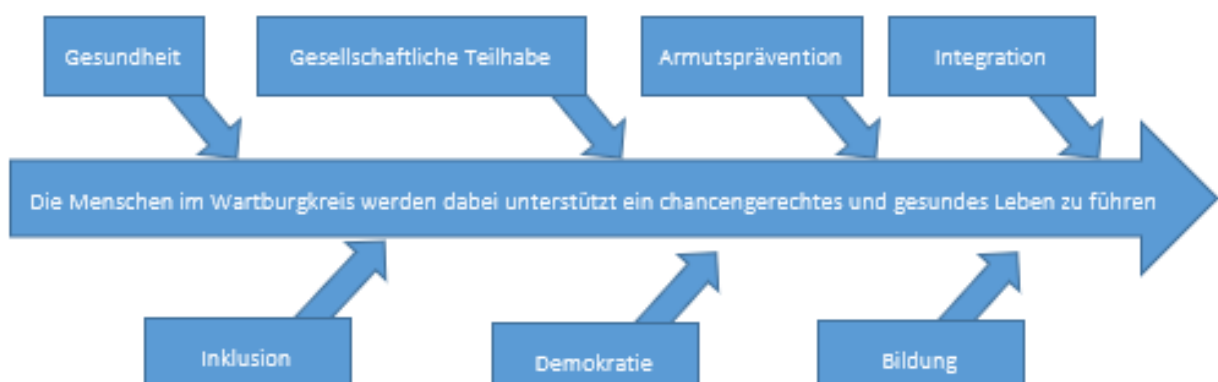 Gesundheit
Gesellschaftliche Teilhabe
Armutsprävention
Integration
Die Menschen im Wartburgkreis werden dabei unterstützt ein chancengerechtes und gesundes Leben zu führen
Inklusion
Demokratie
Bildung